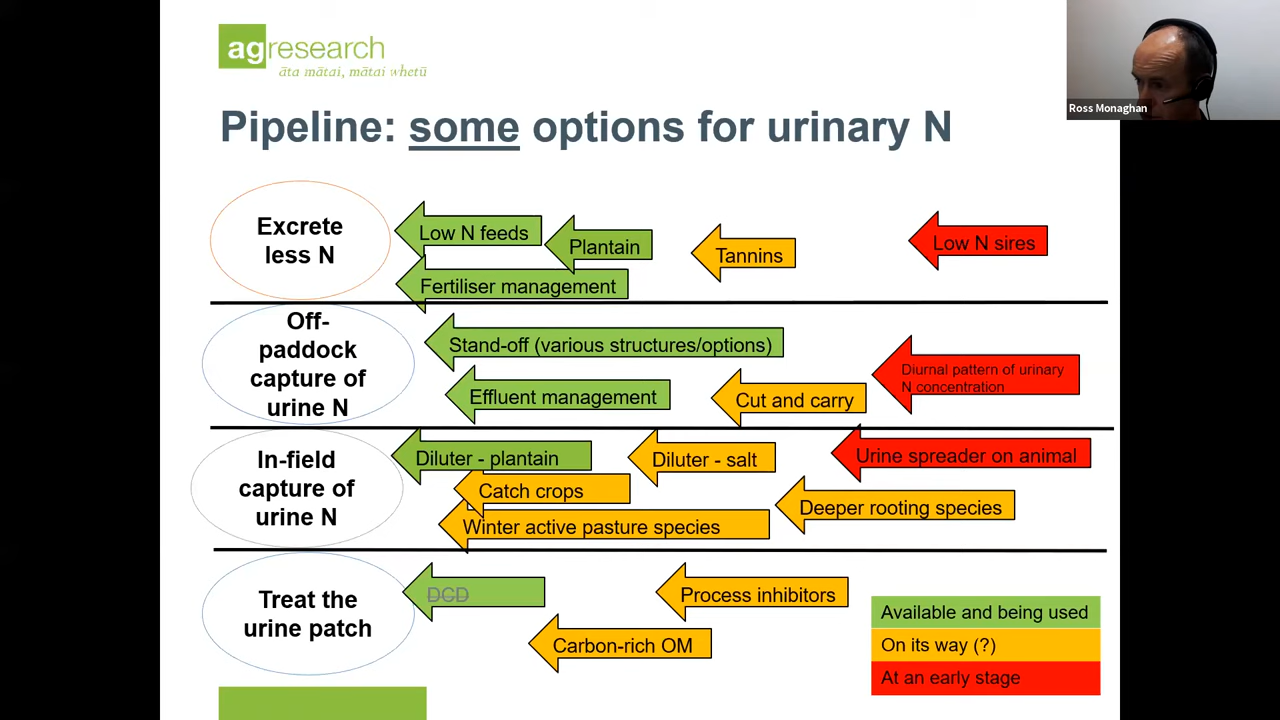 agresearch
āta mātai, mātai whetū
Ross Monaghan
Pipeline: some options for urinary N
Excrete
less N
Low N feeds
Plantain
Tannins
Low N sires
Fertiliser management
Off-
paddock
capture of
urine N
Stand-off (various structures/options)
Diurnal pattern of urinary
N concentration
Effluent management
Cut and carry
In-field
capture of
urine N
Diluter - plantain
Diluter - salt
Urine spreader on animal
Catch crops
Deeper rooting species
Winter active pasture species
Treat the
urine patch
DCD
Process inhibitors
Carbon-rich OM
Available and being used
On its way (?)
At an early stage